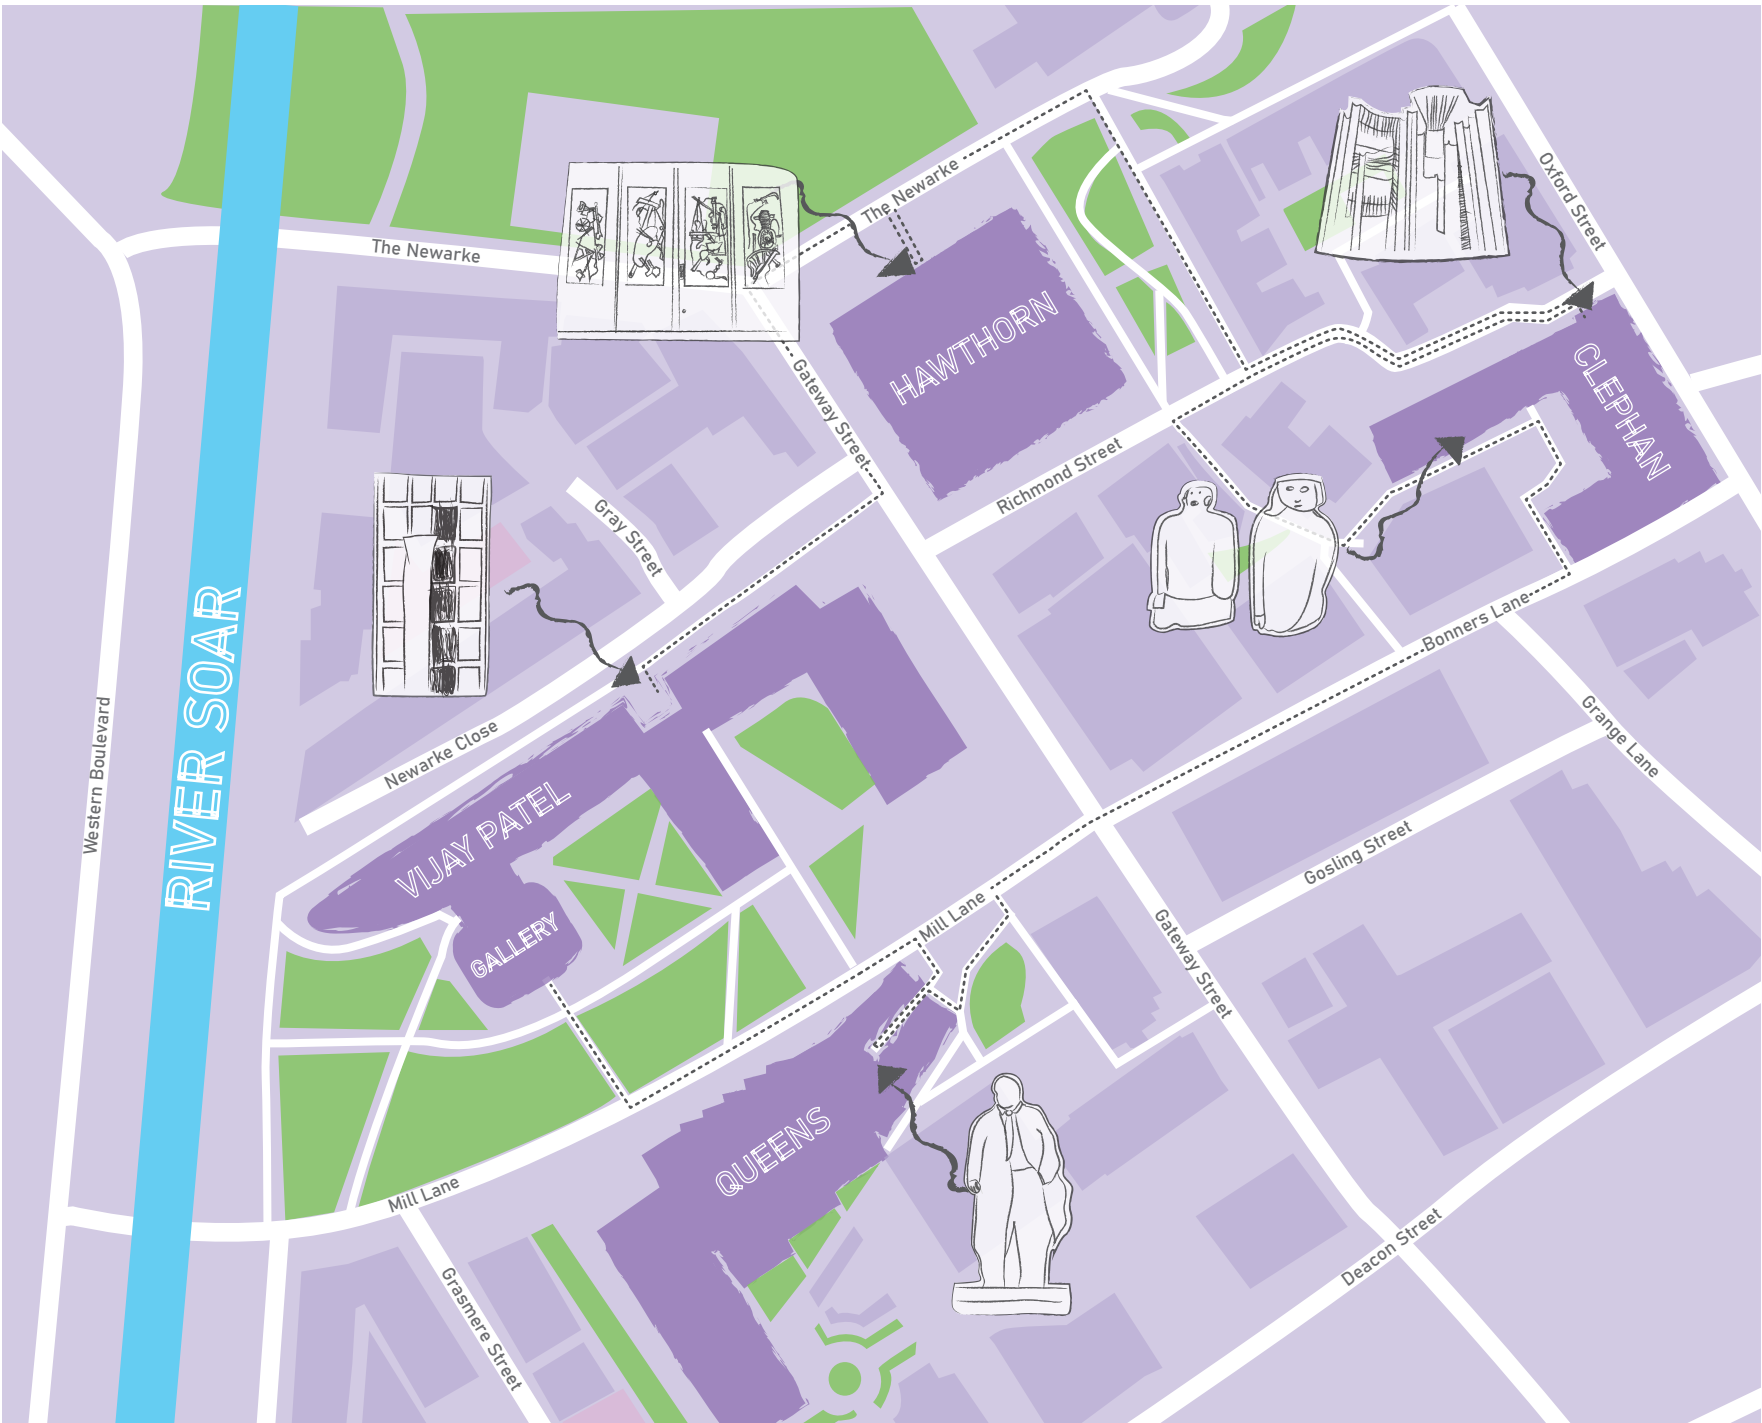 Oxford Street
The Newarke
The Newarke
HAWTHORN
CLEPHAN
Gateway Street
Richmond Street
Gray Street
Bonners Lane
RIVER SOAR
Western Boulevard
Newarke Close
Grange Lane
VIJAY PATEL
Gosling Street
GALLERY
Mill Lane
Gateway Street
QUEENS
Mill Lane
Deacon Street
Grasmere Street